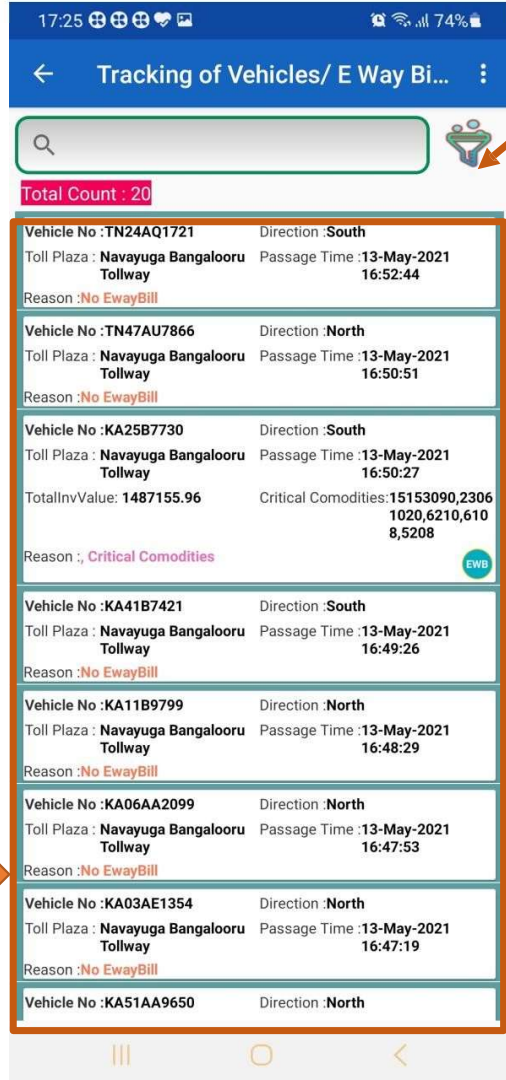 17:25 74%
Tracking of Vehicles/ E Way Bi...
Total Count : 20
Vehicle No :TN24AQ1721 Direction :South
Toll Plaza : Navayuga Bangalooru Passage Time :13-May-2021
Tollway 16:52:44
Reason :No EwayBill
Vehicle No :TN47AU7866 Direction :North
Toll Plaza : Navayuga Bangalooru Passage Time :13-May-2021
Tollway 16:50:51
Reason :No EwayBill
Vehicle No :KA25B7730 Direction :South
Toll Plaza : Navayuga Bangalooru Passage Time :13-May-2021
Tollway 16:50:27
TotalInvValue: 1487155.96 Critical Comodities:15153090,2306
1020,6210,610
8,5208
Reason :, Critical Comodities EWB
Vehicle No :KA41B7421 Direction :South
Toll Plaza : Navayuga Bangalooru Passage Time :13-May-2021
Tollway 16:49:26
Reason :No EwayBill
Vehicle No :KA11B9799 Direction :North
Toll Plaza : Navayuga Bangalooru Passage Time :13-May-2021
Tollway 16:48:29
Reason :No EwayBill
Vehicle No :KA06AA2099 Direction :North
Toll Plaza : Navayuga Bangalooru Passage Time :13-May-2021
Tollway 16:47:53
Reason :No EwayBill
Vehicle No :KA03AE1354 Direction :North
Toll Plaza : Navayuga Bangalooru Passage Time :13-May-2021
Tollway 16:47:19
Reason :No EwayBill
Vehicle No :KA51AA9650 Direction :North